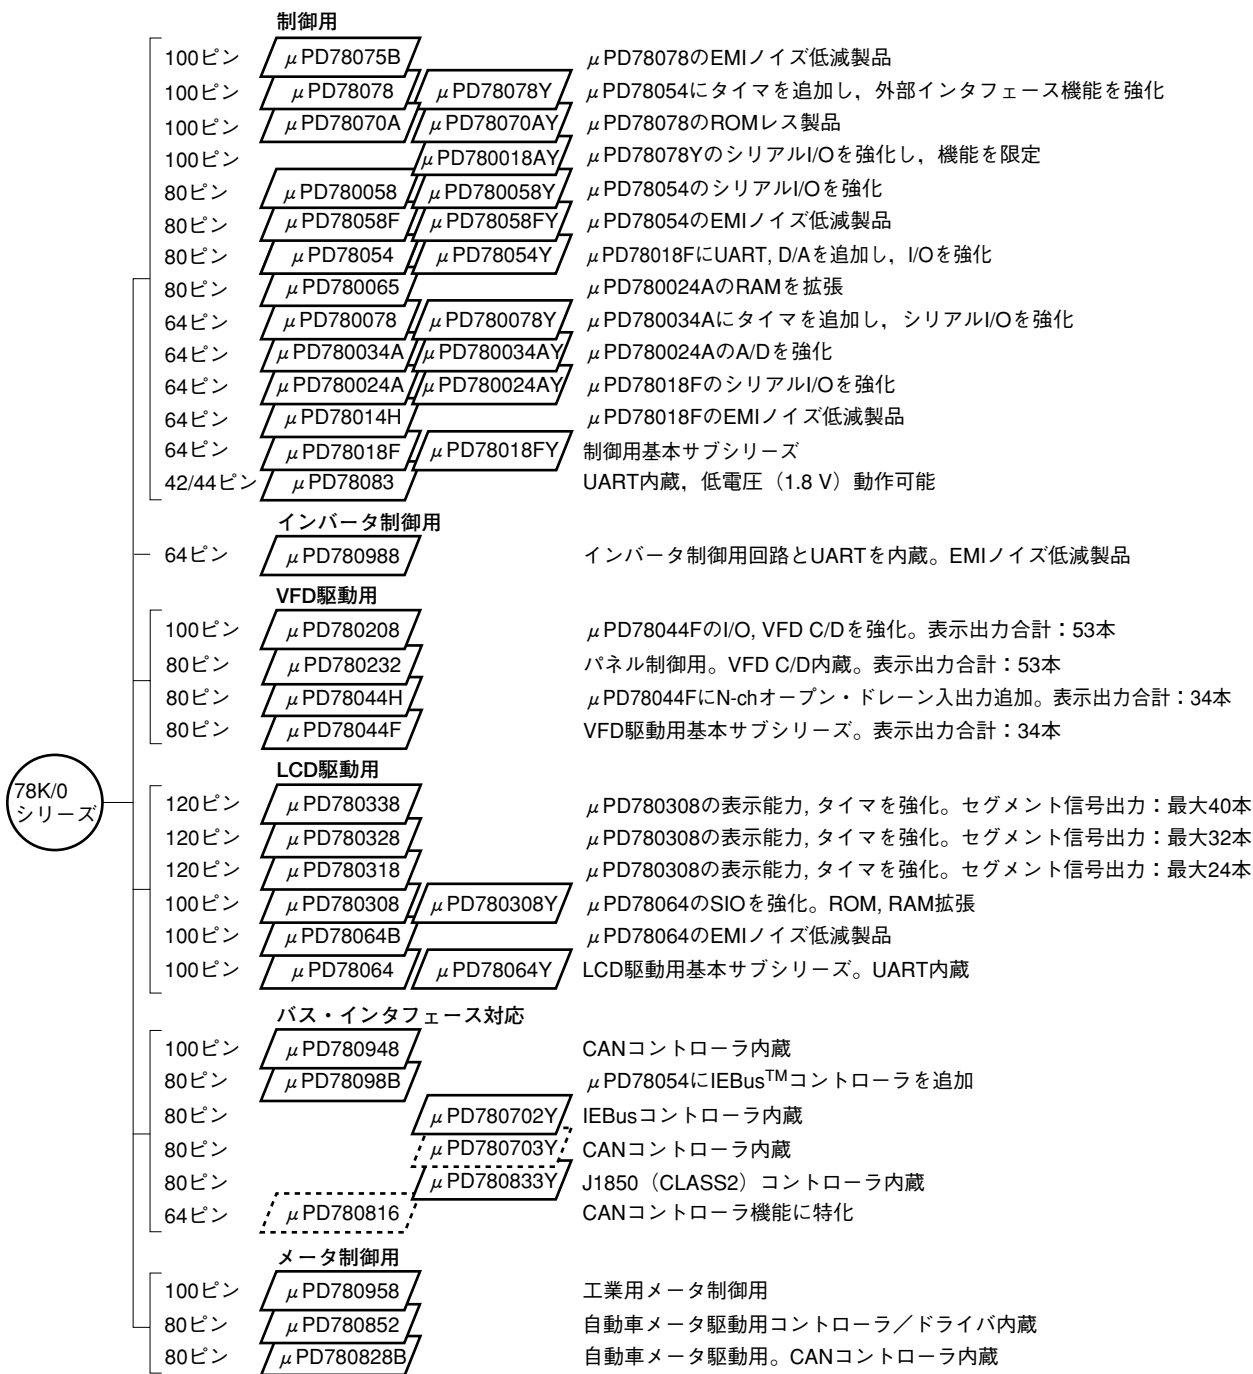 制御用
100ピン μPD78075B μPD78078のEMIノイズ低減製品
100ピン μPD78078 μPD78078Y μPD78054にタイマを追加し，外部インタフェース機能を強化
100ピン μPD78070A μPD78070AY μPD78078のROMレス製品
100ピン μPD780018AY μPD78078YのシリアルI/Oを強化し，機能を限定
80ピン μPD780058 μPD780058Y μPD78054のシリアルI/Oを強化
80ピン μPD78058F μPD78058FY μPD78054のEMIノイズ低減製品
80ピン μPD78054 μPD78054Y μPD78018FにUART, D/Aを追加し，I/Oを強化
80ピン μPD780065 μPD780024AのRAMを拡張
64ピン μPD780078 μPD780078Y μPD780034Aにタイマを追加し，シリアルI/Oを強化
64ピン μPD780034A μPD780034AY μPD780024AのA/Dを強化
64ピン μPD780024A μPD780024AY μPD78018FのシリアルI/Oを強化
64ピン μPD78014H μPD78018FのEMIノイズ低減製品
64ピン μPD78018F μPD78018FY 制御用基本サブシリーズ
42/44ピン μPD78083 UART内蔵，低電圧（1.8 V）動作可能
インバータ制御用
64ピン μPD780988 インバータ制御用回路とUARTを内蔵。EMIノイズ低減製品
VFD駆動用
100ピン μPD780208 μPD78044FのI/O, VFD C/Dを強化。表示出力合計：53本
80ピン μPD780232 パネル制御用。VFD C/D内蔵。表示出力合計：53本
80ピン μPD78044H μPD78044FにN-chオープン・ドレーン入出力追加。表示出力合計：34本
80ピン μPD78044F VFD駆動用基本サブシリーズ。表示出力合計：34本
78K/0
シリーズ
LCD駆動用
120ピン μPD780338 μPD780308の表示能力, タイマを強化。セグメント信号出力：最大40本
120ピン μPD780328 μPD780308の表示能力, タイマを強化。セグメント信号出力：最大32本
120ピン μPD780318 μPD780308の表示能力, タイマを強化。セグメント信号出力：最大24本
100ピン μPD780308 μPD780308Y μPD78064のSIOを強化。ROM, RAM拡張
100ピン μPD78064B μPD78064のEMIノイズ低減製品
100ピン μPD78064 μPD78064Y LCD駆動用基本サブシリーズ。UART内蔵
バス・インタフェース対応
100ピン μPD780948 CANコントローラ内蔵
80ピン μPD78098B μPD78054にIEBusTMコントローラを追加
80ピン μPD780702Y IEBusコントローラ内蔵
80ピン μPD780703Y CANコントローラ内蔵
80ピン μPD780833Y J1850（CLASS2）コントローラ内蔵
64ピン μPD780816 CANコントローラ機能に特化
メータ制御用
100ピン μPD780958 工業用メータ制御用
80ピン μPD780852 自動車メータ駆動用コントローラ／ドライバ内蔵
80ピン μPD780828B 自動車メータ駆動用。CANコントローラ内蔵